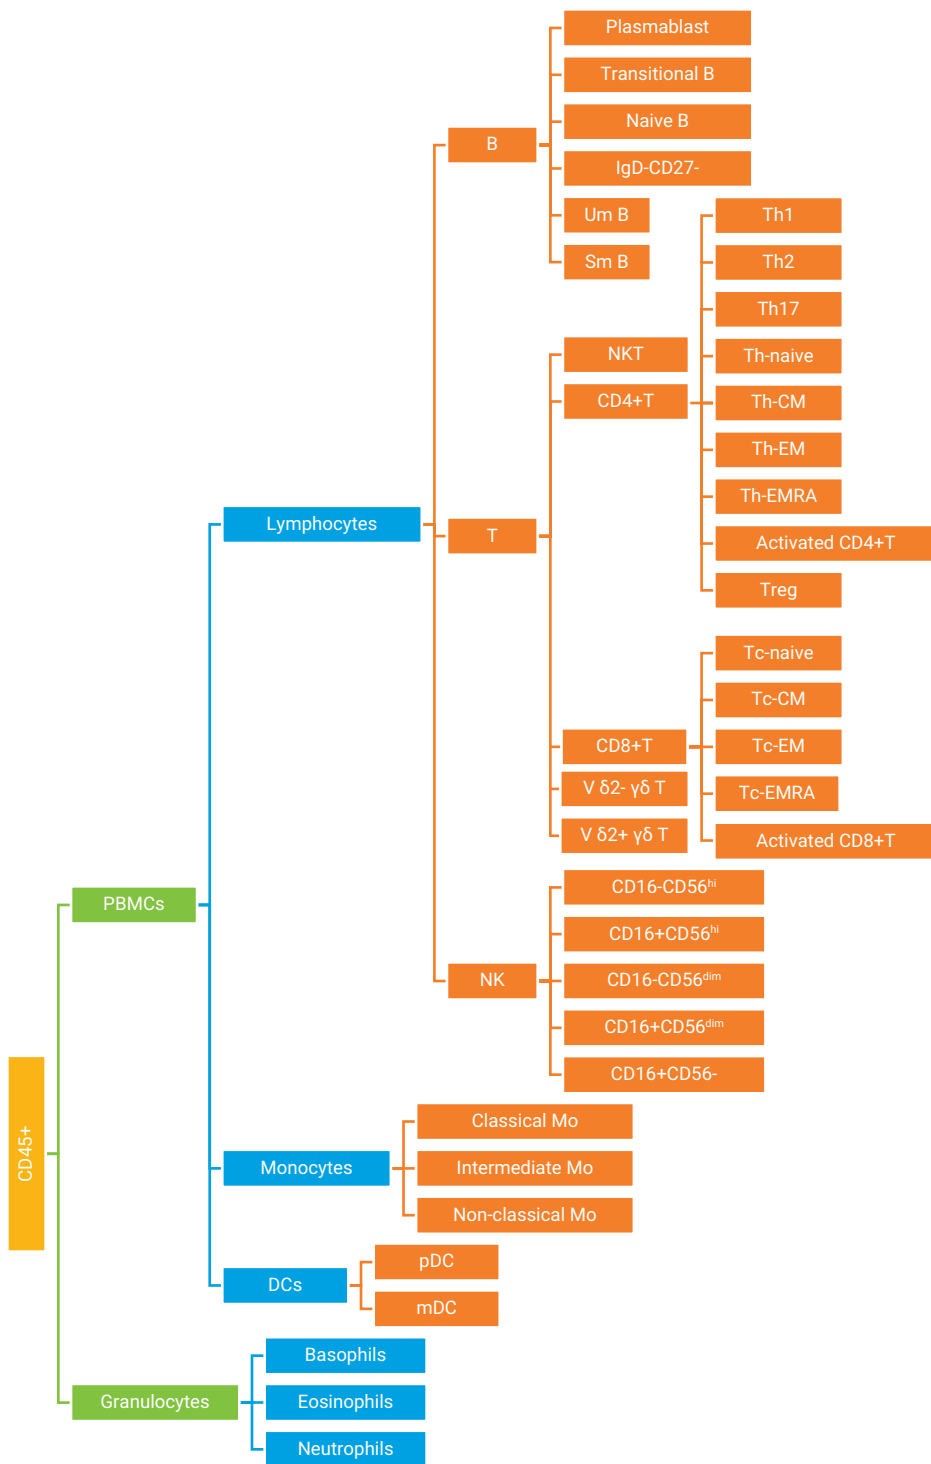 Plasmablast
Transitional B
Naive B
B
IgD-CD27-
Um B
Th1
Sm B
Th2
Th17
NKT
Th-naive
CD4+T
Th-CM
Th-EM
Th-EMRA
Lymphocytes
T
Activated CD4+T
Treg
Tc-naive
Tc-CM
CD8+T
Tc-EM
V δ2- γδ T
Tc-EMRA
V δ2+ γδ T
Activated CD8+T
CD16-CD56hi
PBMCs
CD16+CD56hi
NK
CD16-CD56dim
CD16+CD56dim
CD16+CD56-
Classical Mo
CD45+
Monocytes
Intermediate Mo
Non-classical Mo
pDC
DCs
mDC
Basophils
Granulocytes
Eosinophils
Neutrophils